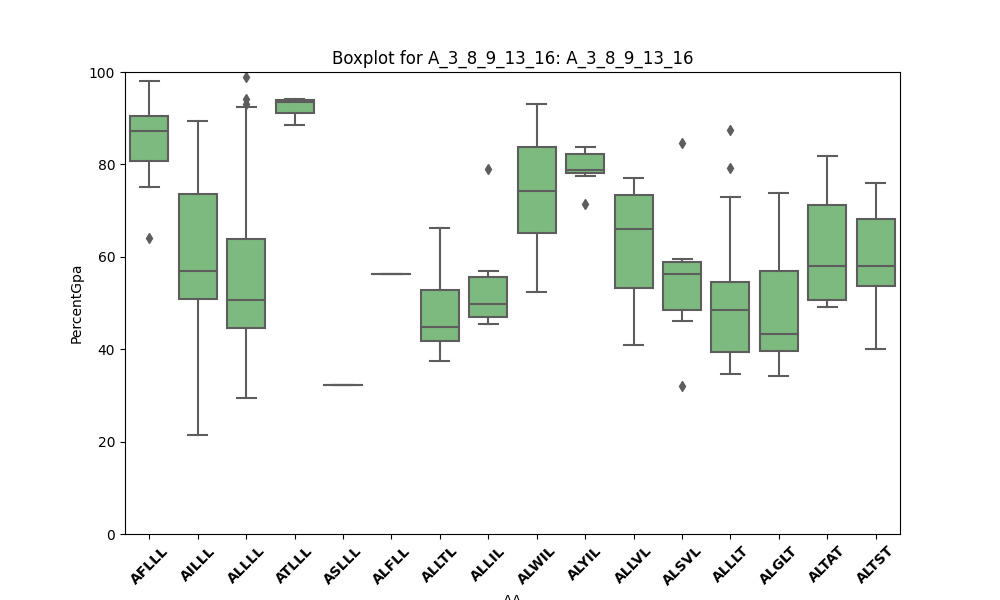 Boxplot for A_3_8_9_13_16: A_3_8_9_13_16
100
80
60
40
20
0
PercentGpa
AFLLL AILLL ALLLL ATLLL ASLLL ALFLL ALLTL ALLIL ALWIL ALYIL ALLVL ALSVL ALLLT ALGLT ALTAT ALTST
AA